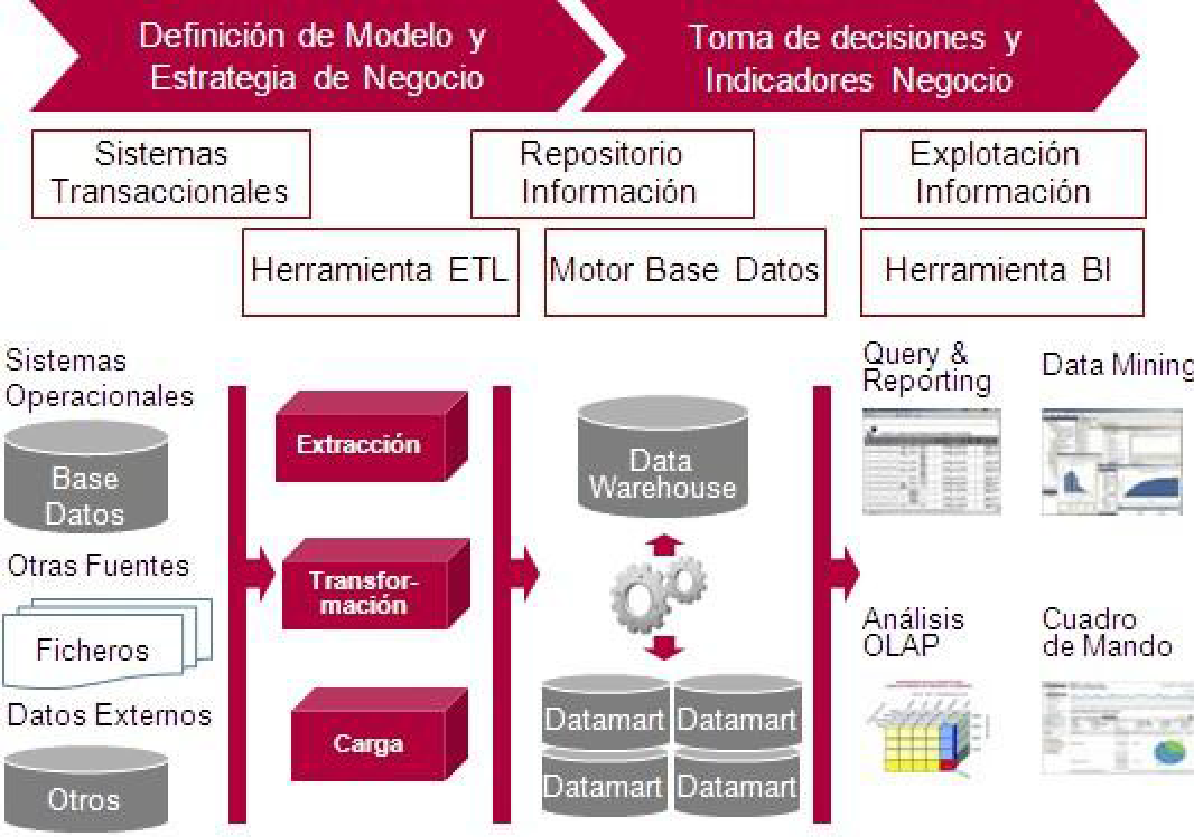 Definición de Modelo y
Estrategia de Negocio
Toma de decisiones y
Indicadores Negocio
Sistemas
Transaccionales
Repositorio
Información
Explotación
Información
Herramienta ETL
Motor Base Datos
Herramienta BI
Sistemas
Operacionales
Base
Datos
Otras Fuentes
Ficheros
Datos Externos
Otros
Extracción
Transfor-
mación
Carga
Data
Warehouse
Datamart
Datamart
Datamart
Datamart
Query &
Reporting
Data Mining
Análisis
OLAP
Cuadro
de Mando